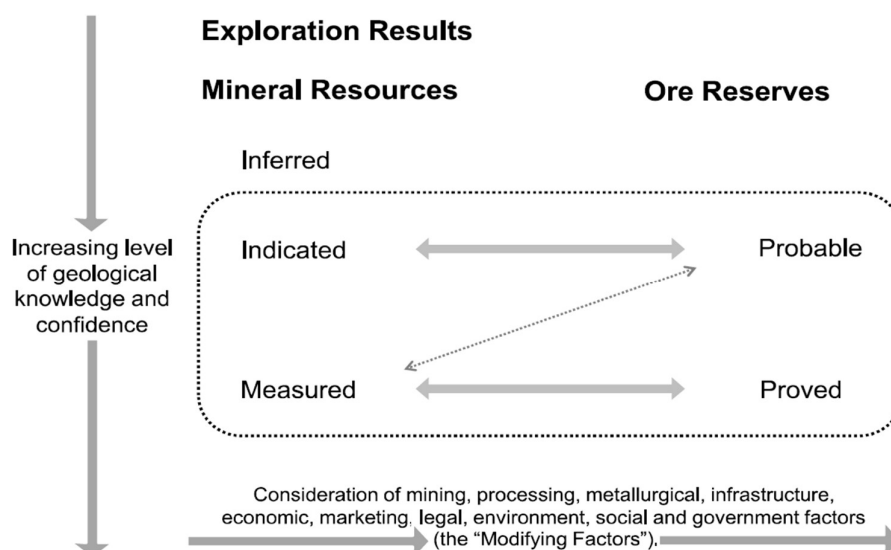 Exploration Results
Mineral Resources
Ore Reserves
Inferred
Increasing level
of geological
knowledge and
confidence
Indicated
Probable
Measured
Proved
Consideration of mining, processing, metallurgical, infrastructure,
economic, marketing, legal, environment, social and government factors
(the “Modifying Factors”).